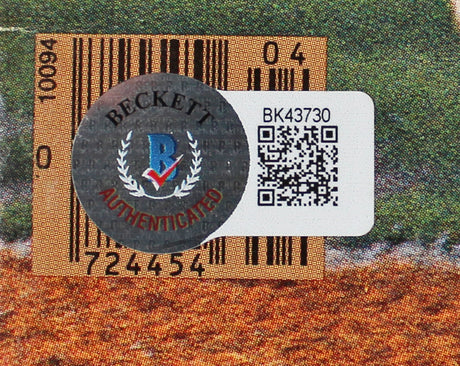 10094
04
0
724454
BECKETT
B
AUTHENTICATED
BK43730